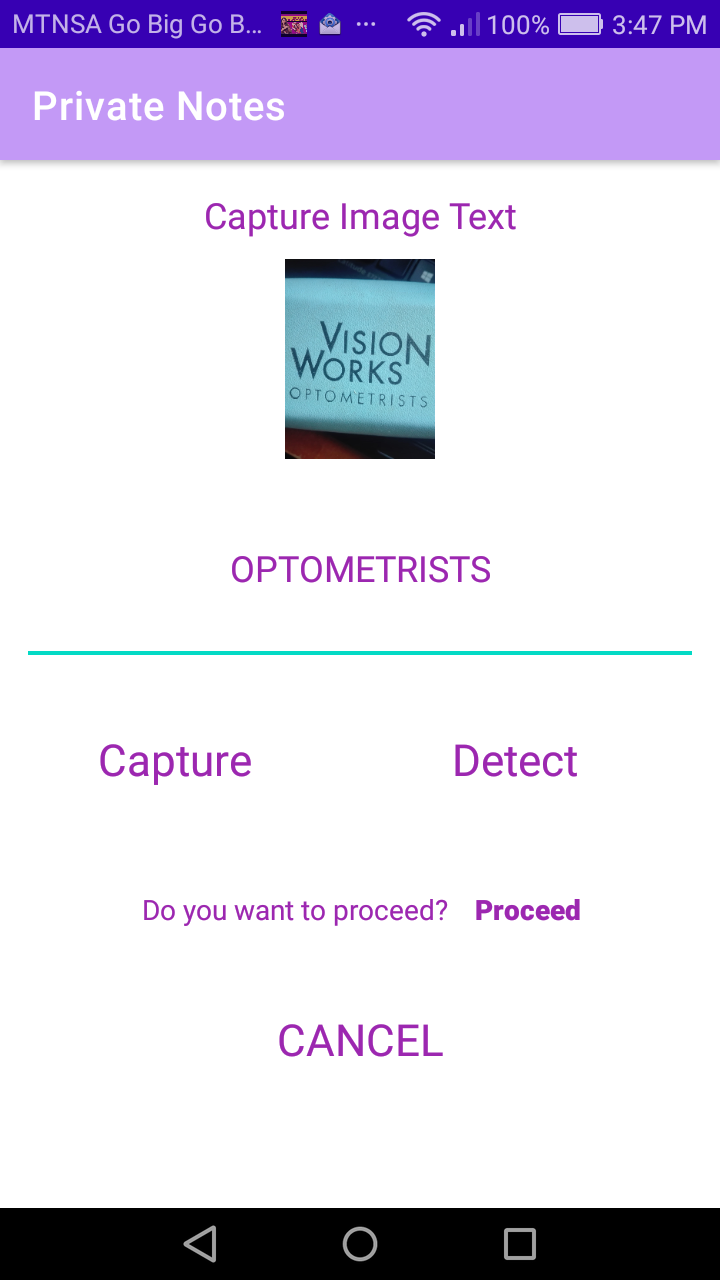 MTNSA Go Big Go B... ... 100% 3:47 PM
Private Notes
Capture Image Text
VISION
WORKS
OPTOMETRISTS
OPTOMETRISTS
Capture Detect
Do you want to proceed? Proceed
CANCEL